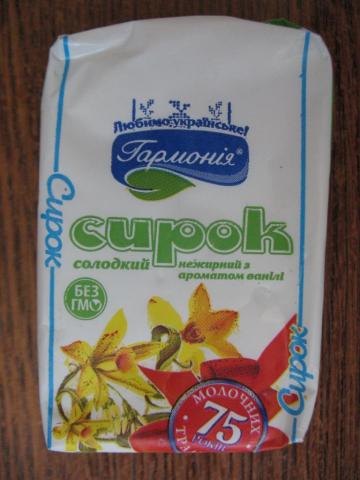 Любимо українське!
Гармонія®
Сирок
сирок
солодкий
нежирний з
ароматом ванілі
БЕЗ
ГМО
Сирок
МОЛОЧНИХ
75
РОКІВ